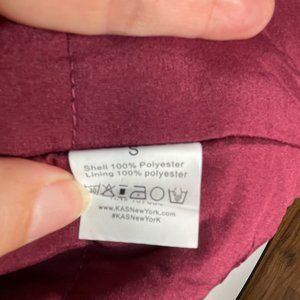 S
Shell 100% Polyester
Lining 100% polyester
www.KASNewYork.com
#KASNewYorK